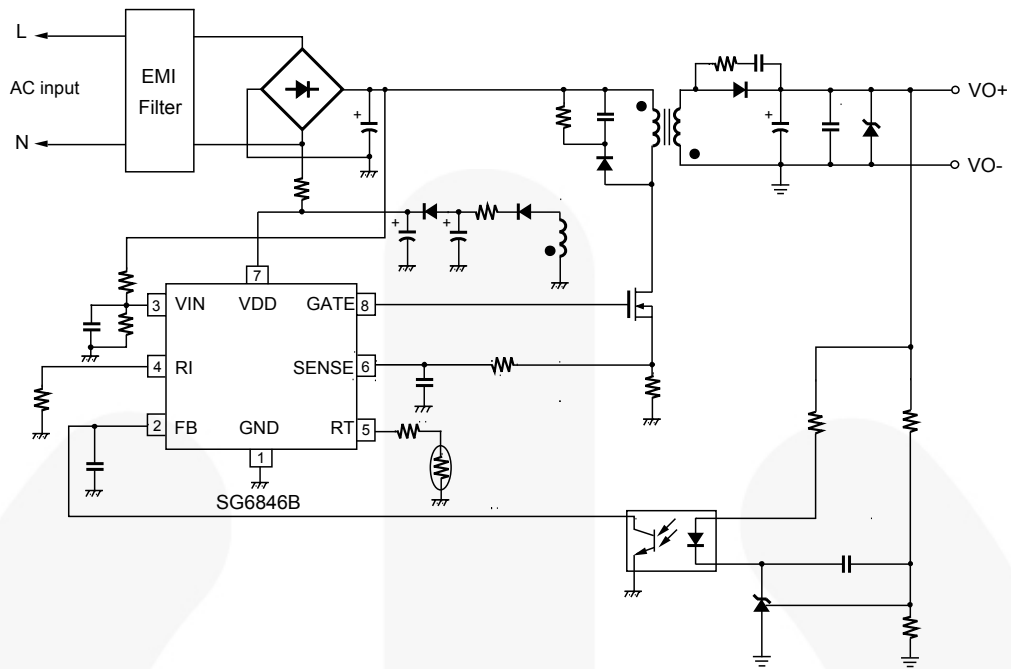 L
AC input
N
EMI
Filter
VO+
VO-
+
+
+
+
7
3
VIN
VDD
GATE
8
4
RI
SENSE
6
2
FB
GND
RT
5
1
SG6846B